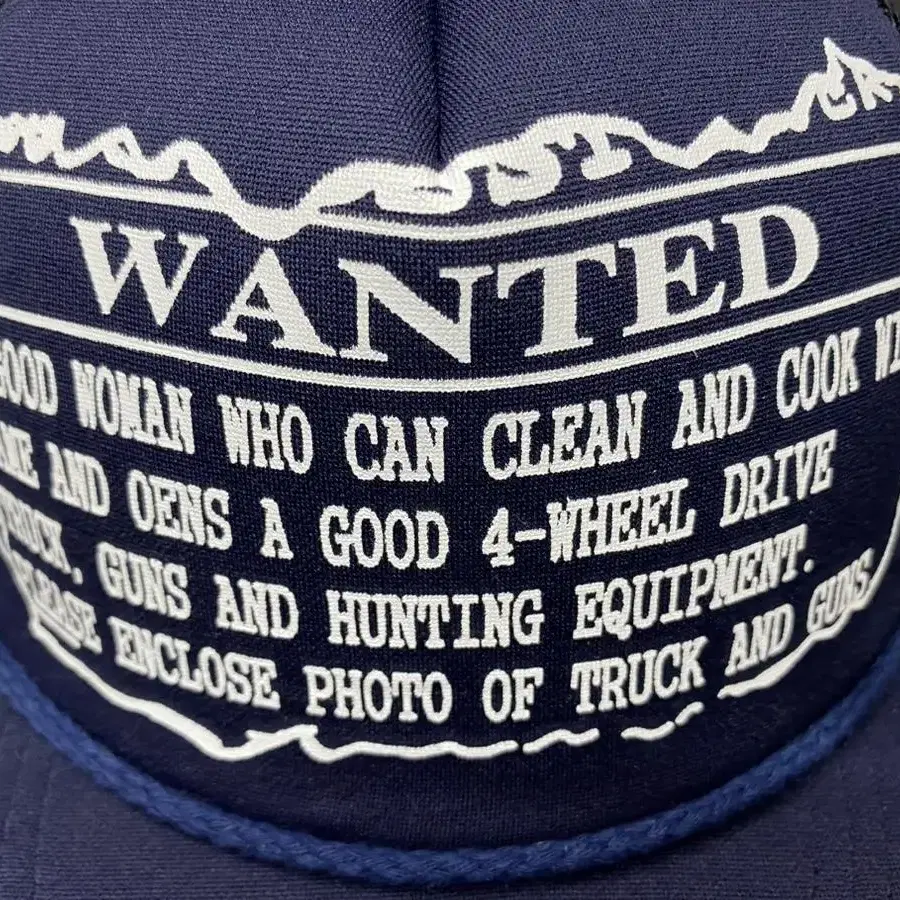 WANTED
GOOD WOMAN WHO CAN CLEAN AND COOK
AND OENS A GOOD 4-WHEEL DRIVE
TRUCK, GUNS AND HUNTING EQUIPMENT.
PLEASE ENCLOSE PHOTO OF TRUCK AND GUNS